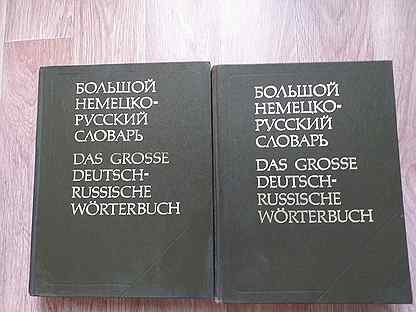 БОЛЬШОЙ
НЕМЕЦКО-
РУССКИЙ
СЛОВАРЬ
DAS GROSSE
DEUTSCH-
RUSSISCHE
WÖRTERBUCH
БОЛЬШОЙ
НЕМЕЦКО-
РУССКИЙ
СЛОВАРЬ
DAS GROSSE
DEUTSCH-
RUSSISCHE
WÖRTERBUCH